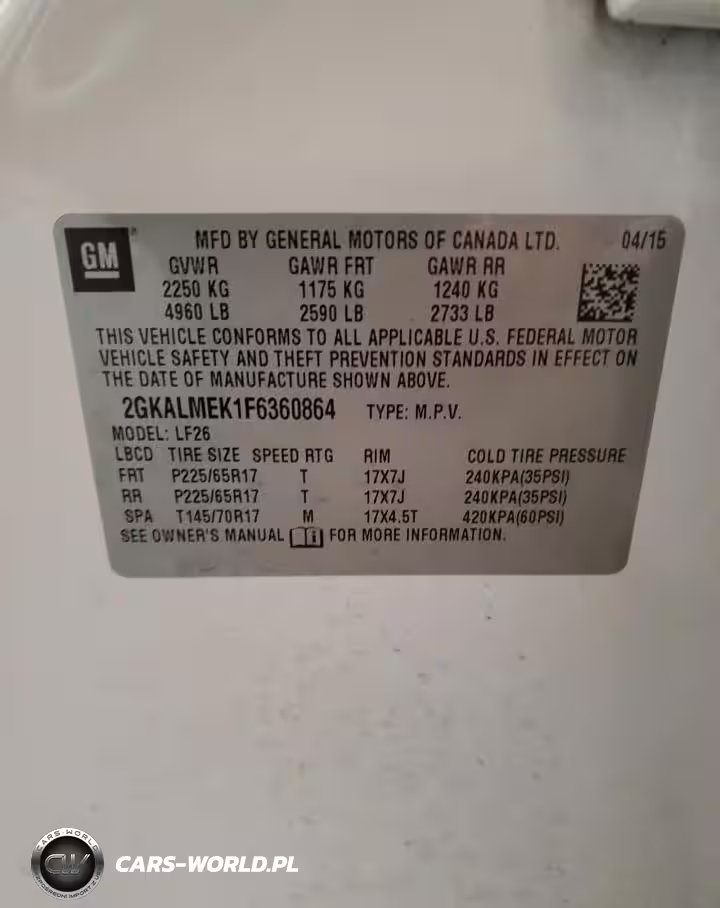 GM
MFD BY GENERAL MOTORS OF CANADA LTD. 04/15
GVWR GAWR FRT GAWR RR
2250 KG 1175 KG 1240 KG
4960 LB 2590 LB 2733 LB
THIS VEHICLE CONFORMS TO ALL APPLICABLE U.S. FEDERAL MOTOR
VEHICLE SAFETY AND THEFT PREVENTION STANDARDS IN EFFECT ON
THE DATE OF MANUFACTURE SHOWN ABOVE.
2GKALMEK1F6360864 TYPE: M.P.V.
MODEL: LF26
LBCD TIRE SIZE SPEED RTG RIM COLD TIRE PRESSURE
FRT P225/65R17 T 17X7J 240KPA(35PSI)
RR P225/65R17 T 17X7J 240KPA(35PSI)
SPA T145/70R17 M 17X4.5T 420KPA(60PSI)
SEE OWNER'S MANUAL i FOR MORE INFORMATION.
CARS-WORLD
CW
CARS-WORLD.PL